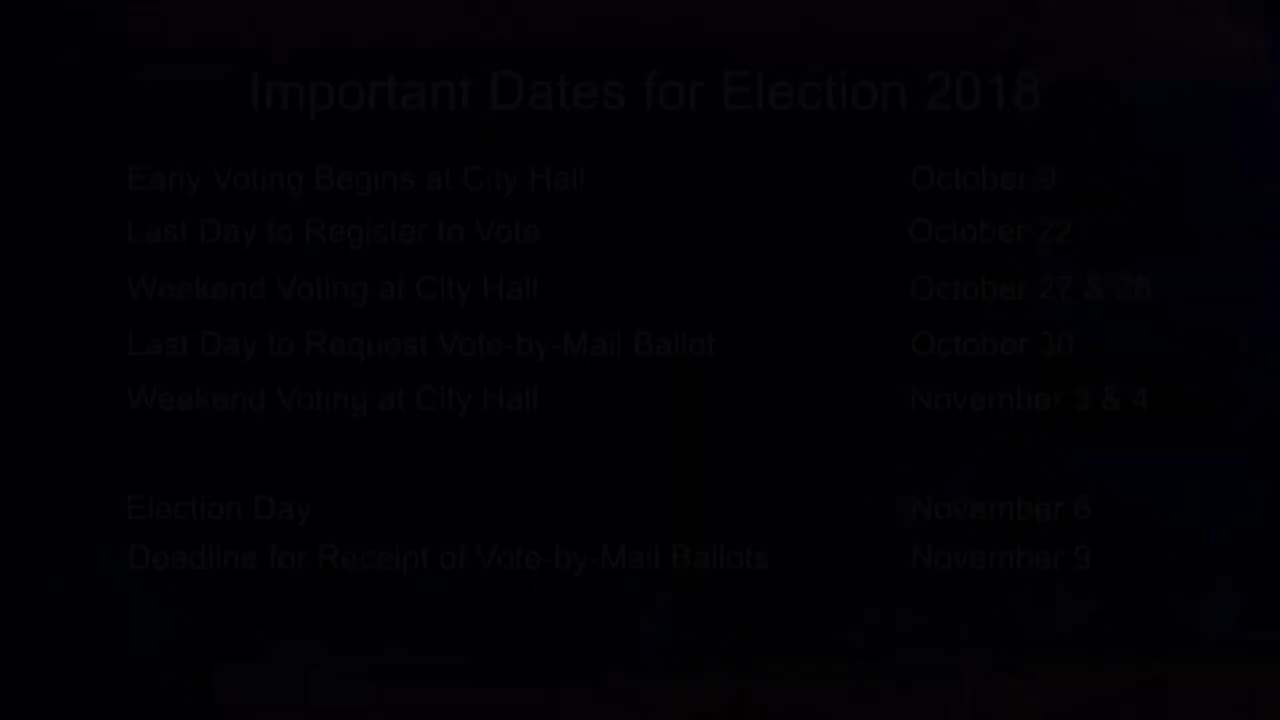 Important Dates for Election 2018
Early Voting Begins at City Hall October 9
Last Day to Register to Vote October 22
Weekend Voting at City Hall October 27 & 28
Last Day to Request Vote-by-Mail Ballot October 30
Weekend Voting at City Hall November 3 & 4
Election Day November 6
Deadline for Receipt of Vote-by-Mail Ballots November 9